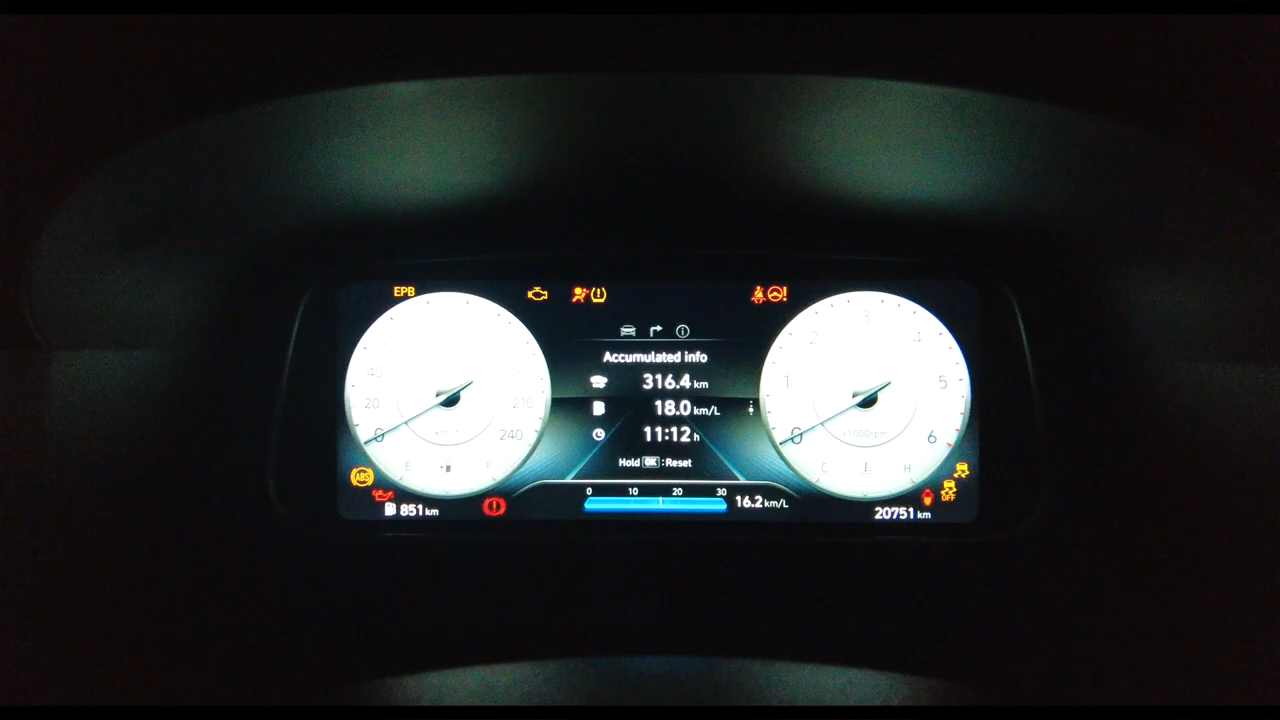 EPB
Accumulated info
316.4 km
18.0 km/L
11:12 h
Hold OK : Reset
0 10 20 30
16.2 km/L
40
20
0
210
240
E F
ABS
851 km
3
2 4
1 5
0 6
x1000rpm
C H
OFF
20751 km